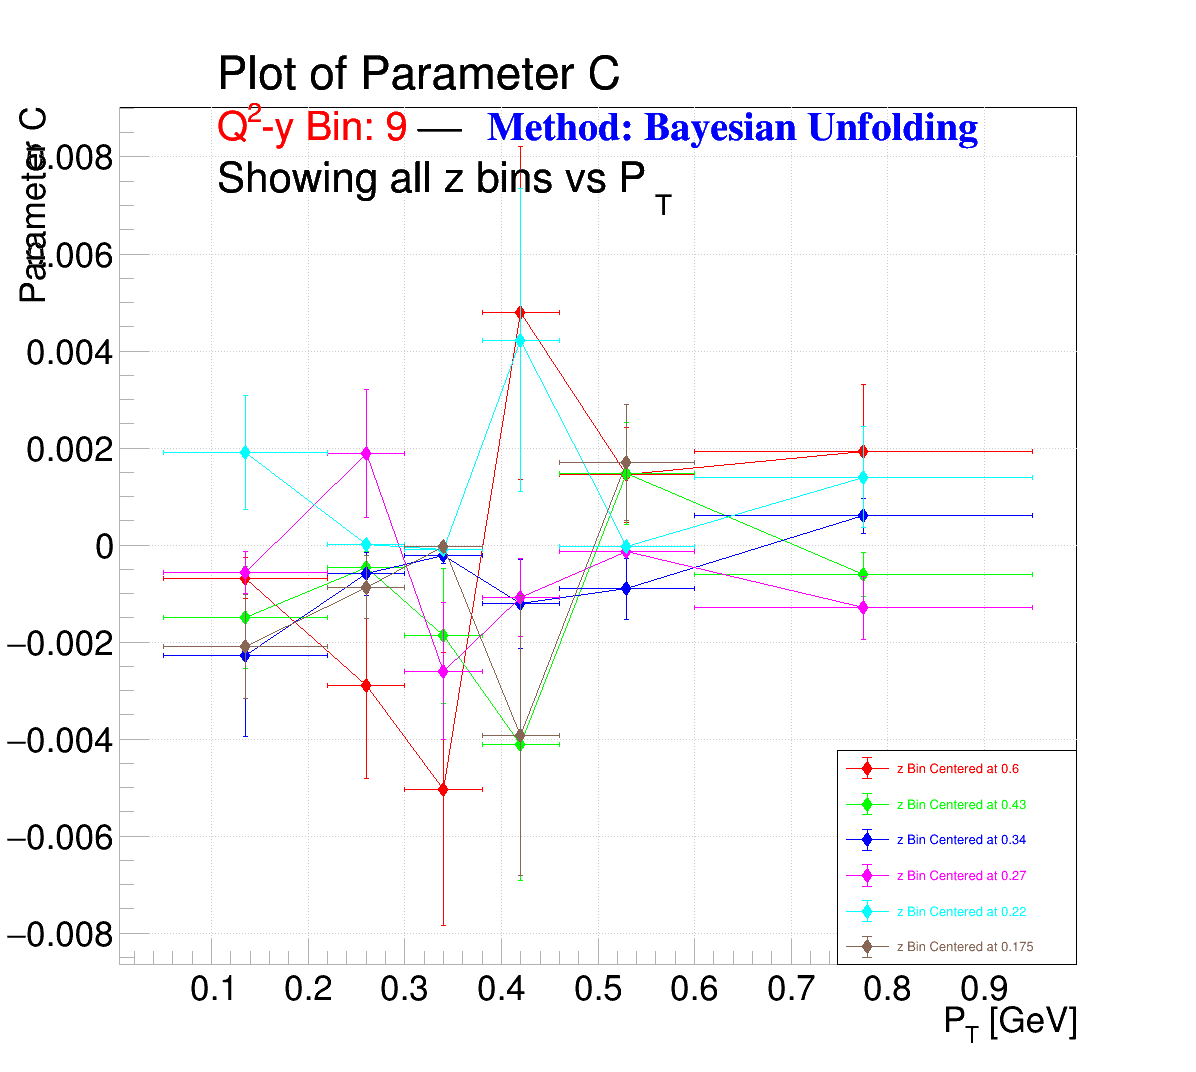 Plot of Parameter C
Q²-y Bin: 9 — Method: Bayesian Unfolding
Showing all z bins vs P_T
Parameter C
0.008
0.006
0.004
0.002
0
−0.002
−0.004
−0.006
−0.008
z Bin Centered at 0.6
z Bin Centered at 0.43
z Bin Centered at 0.34
z Bin Centered at 0.27
z Bin Centered at 0.22
z Bin Centered at 0.175
0.1 0.2 0.3 0.4 0.5 0.6 0.7 0.8 0.9
P_T [GeV]